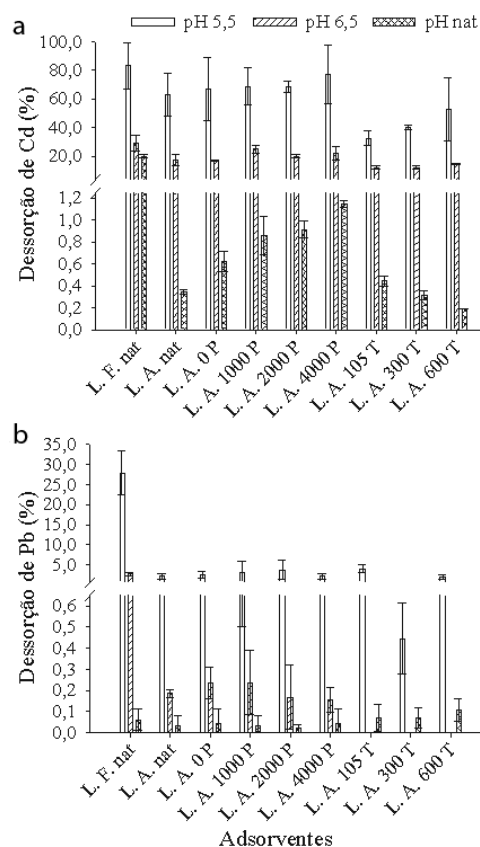 a
pH 5,5 pH 6,5 pH nat
Dessorção de Cd (%)
100,0
80,0
60,0
40,0
20,0
1,2
1,0
0,8
0,6
0,4
0,2
0,0
L. F. nat
L. A. nat
L. A. 0 P
L. A. 1000 P
L. A. 2000 P
L. A. 4000 P
L. A. 105 T
L. A. 300 T
L. A. 600 T
b
Dessorção de Pb (%)
35,0
30,0
25,0
20,0
15,0
10,0
5,0
0,6
0,5
0,4
0,3
0,2
0,1
0,0
L. F. nat
L. A. nat
L. A. 0 P
L. A. 1000 P
L. A. 2000 P
L. A. 4000 P
L. A. 105 T
L. A. 300 T
L. A. 600 T
Adsorventes